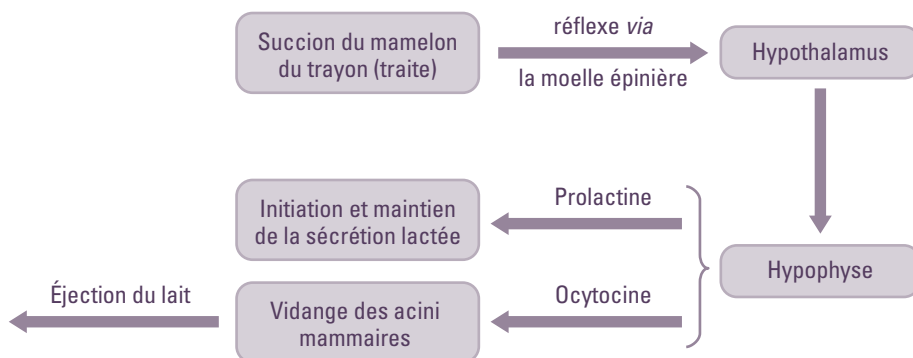 Succion du mamelon
du trayon (traite)
réflexe via
la moelle épinière
Hypothalamus
Prolactine
Initiation et maintien
de la sécrétion lactée
Hypophyse
Ocytocine
Vidange des acini
mammaires
Éjection du lait